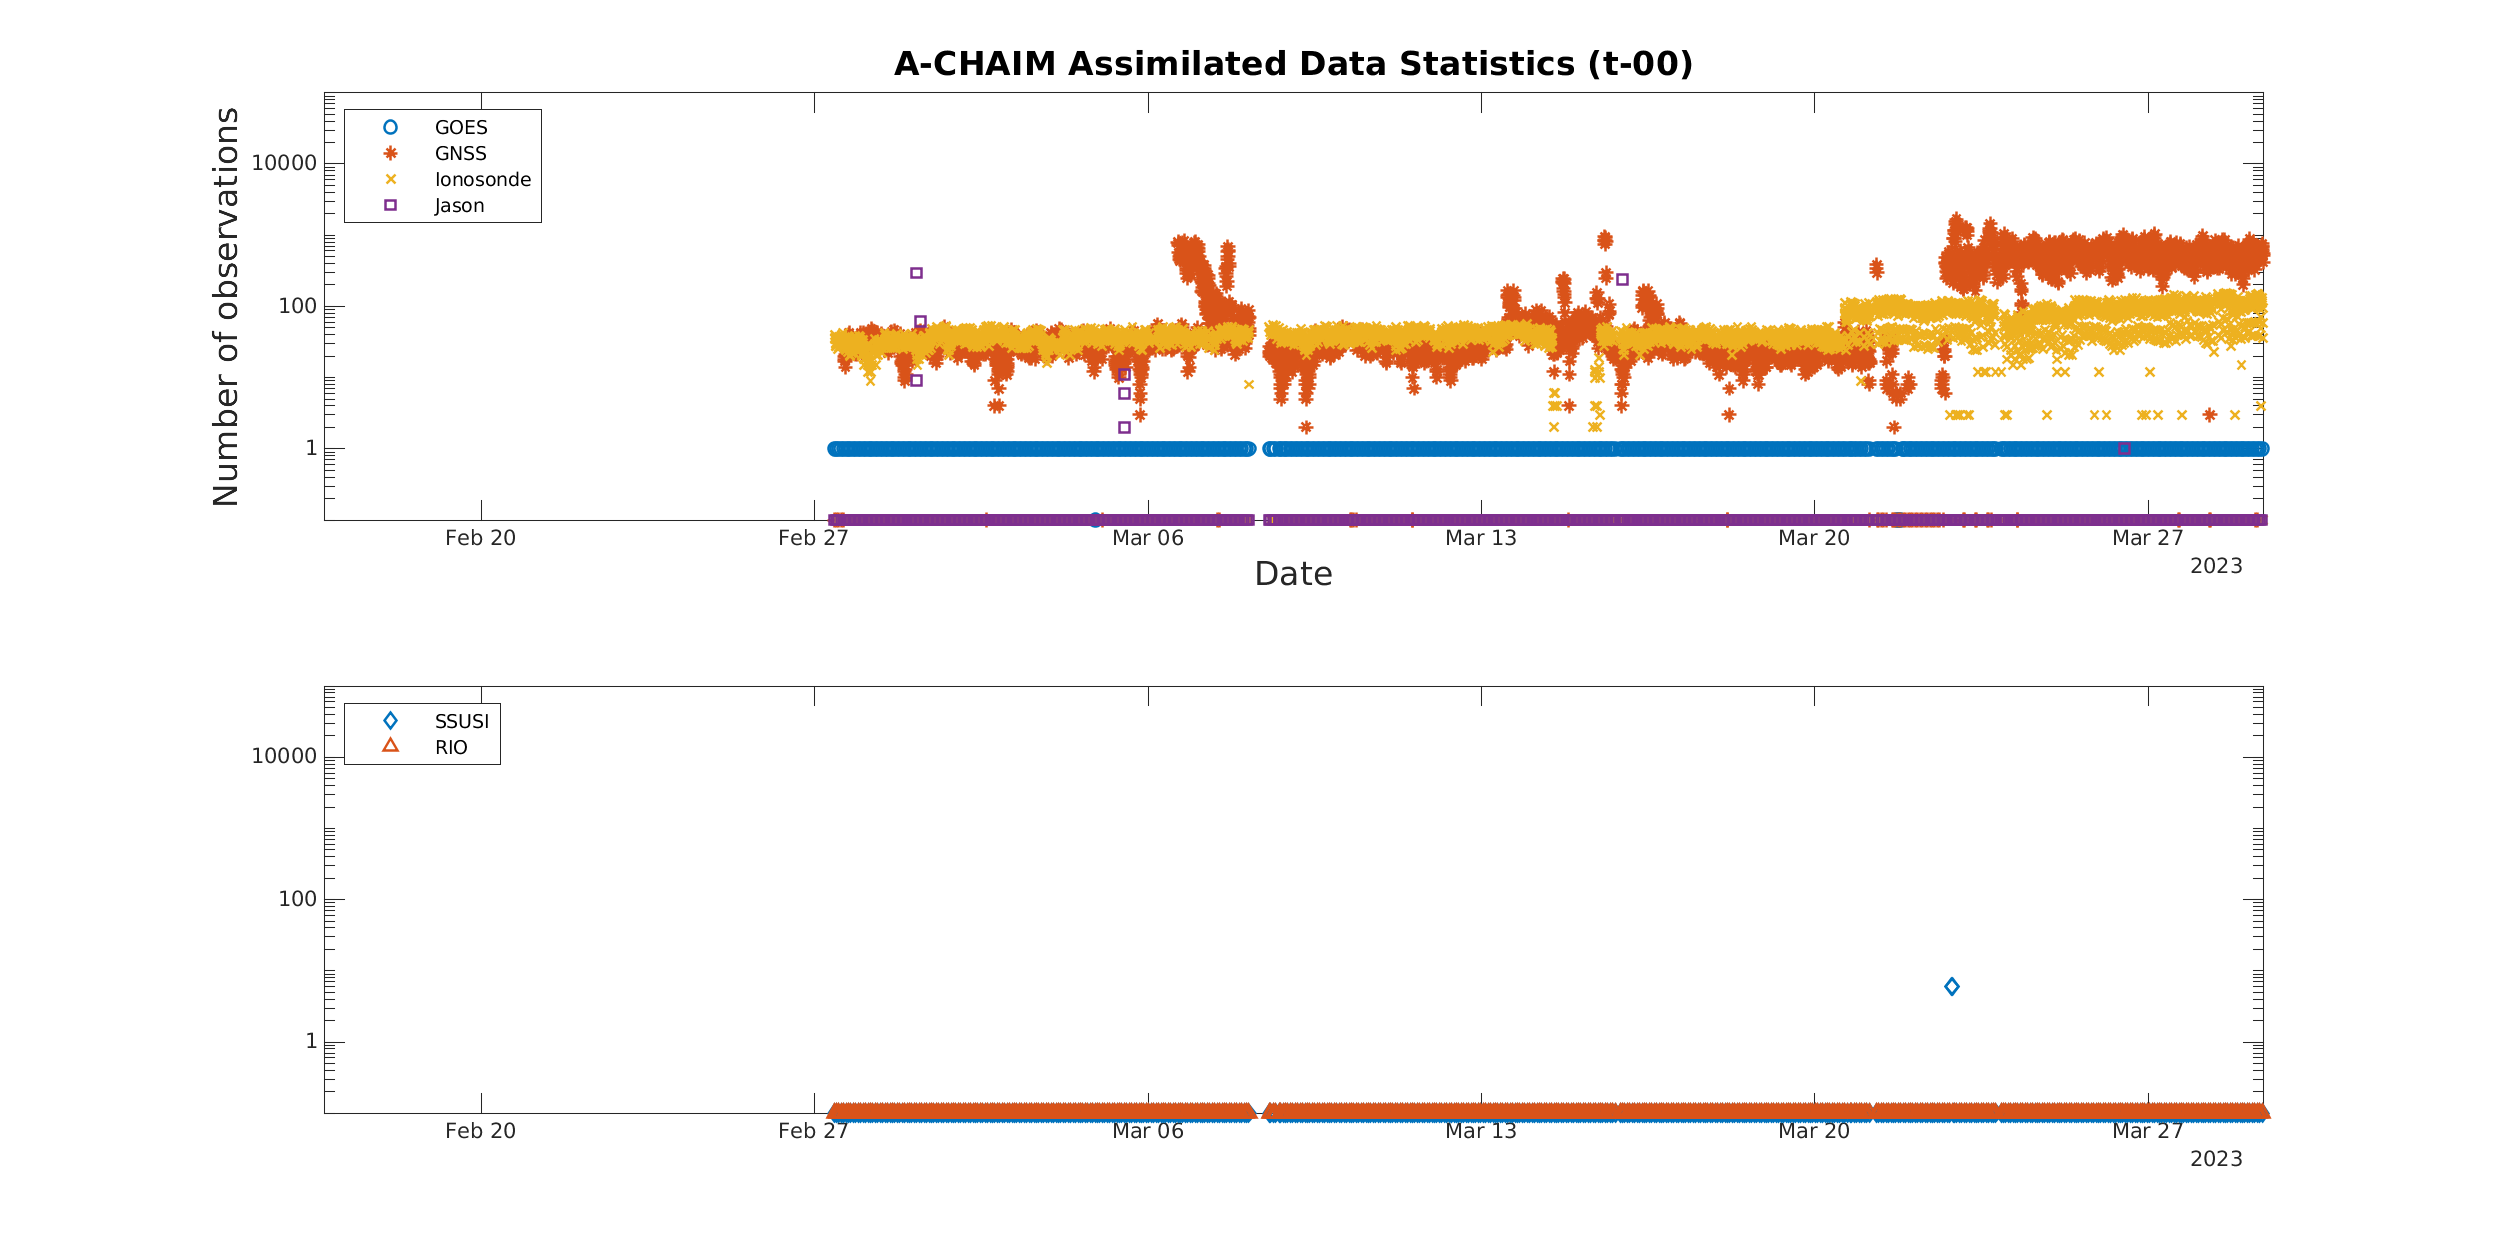 A-CHAIM Assimilated Data Statistics (t-00)
GOES
GNSS
Ionosonde
Jason
Number of observations
10000
100
1
Feb 20 Feb 27 Mar 06 Mar 13 Mar 20 Mar 27
2023
Date
SSUSI
RIO
10000
100
1
Feb 20 Feb 27 Mar 06 Mar 13 Mar 20 Mar 27
2023